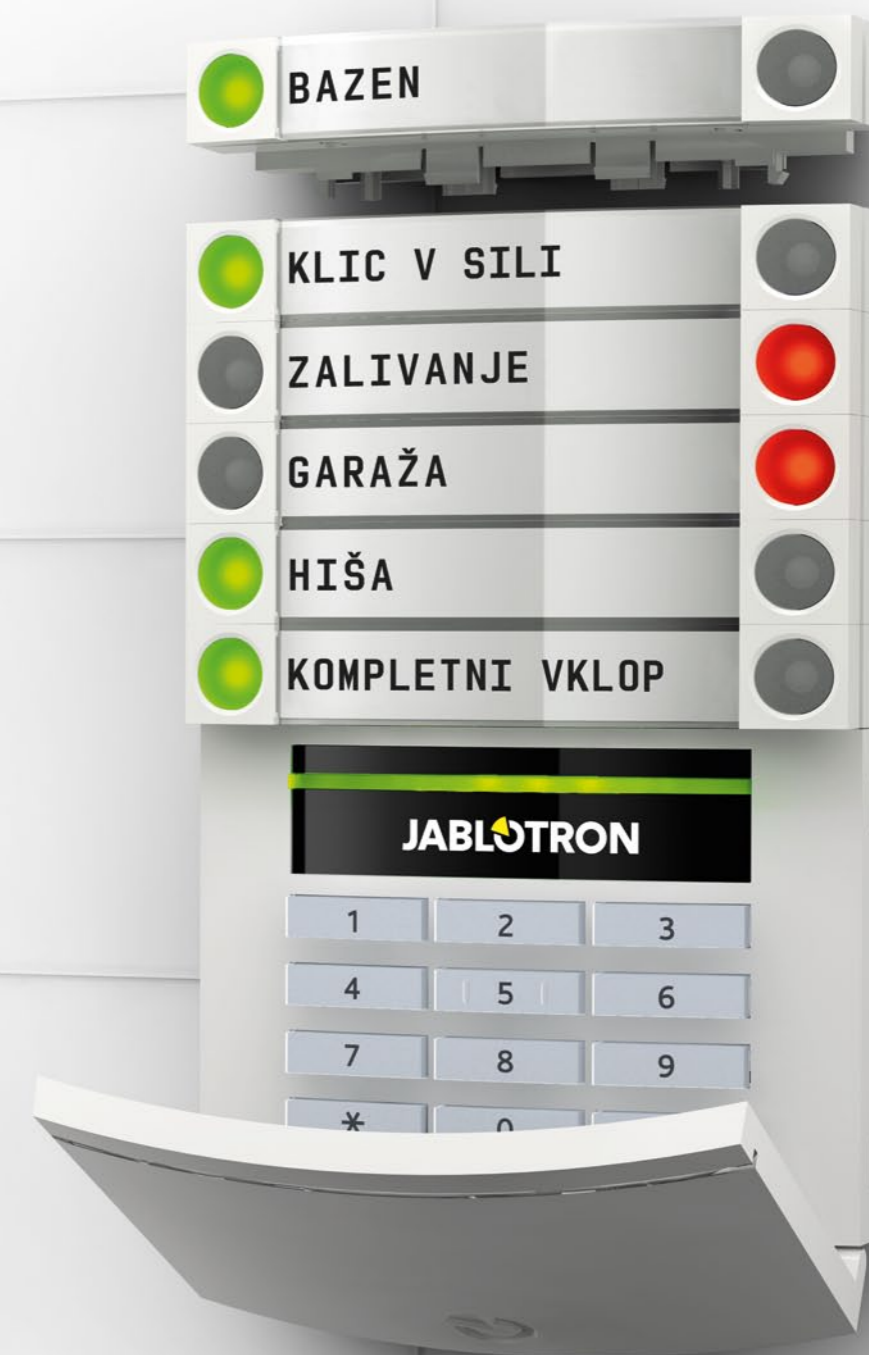 BAZEN
KLIC V SILI
ZALIVANJE
GARAŽA
HIŠA
KOMPLETNI VKLOP
JABLOTRON
1 2 3
4 5 6
7 8 9
* 0